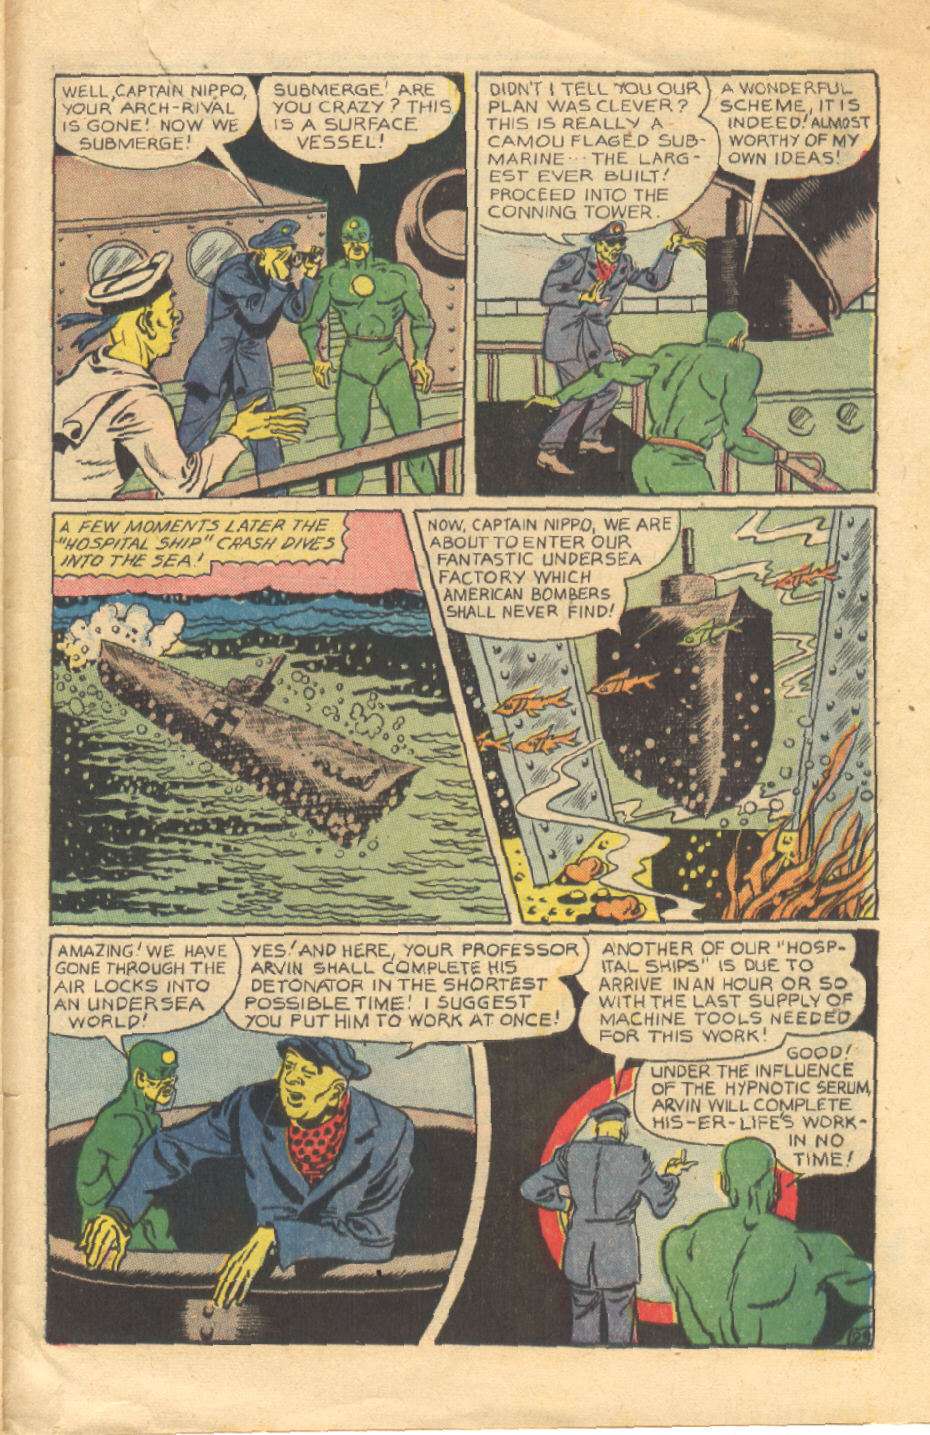 WELL, CAPTAIN NIPPO,
YOUR ARCH-RIVAL
IS GONE! NOW WE
SUBMERGE!
SUBMERGE! ARE
YOU CRAZY? THIS
IS A SURFACE
VESSEL!
DIDN'T I TELL YOU OUR
PLAN WAS CLEVER?
THIS IS REALLY A
CAMOUFLAGED SUB-
MARINE--- THE LARG-
EST EVER BUILT!
PROCEED INTO THE
CONNING TOWER.
A WONDERFUL
SCHEME, IT IS
INDEED! ALMOST
WORTHY OF MY
OWN IDEAS!
A FEW MOMENTS LATER THE
"HOSPITAL SHIP" CRASH DIVES
INTO THE SEA!
NOW, CAPTAIN NIPPO, WE ARE
ABOUT TO ENTER OUR
FANTASTIC UNDERSEA
FACTORY WHICH
AMERICAN BOMBERS
SHALL NEVER FIND!
AMAZING! WE HAVE
GONE THROUGH THE
AIR LOCKS INTO
AN UNDERSEA
WORLD!
YES! AND HERE, YOUR PROFESSOR
ARVIN SHALL COMPLETE HIS
DETONATOR IN THE SHORTEST
POSSIBLE TIME! I SUGGEST
YOU PUT HIM TO WORK AT ONCE!
ANOTHER OF OUR "HOSP-
ITAL SHIPS" IS DUE TO
ARRIVE IN AN HOUR OR SO
WITH THE LAST SUPPLY OF
MACHINE TOOLS NEEDED
FOR THIS WORK!
GOOD!
UNDER THE INFLUENCE
OF THE HYPNOTIC SERUM,
ARVIN WILL COMPLETE
HIS-ER-LIFE'S WORK-
IN NO
TIME!